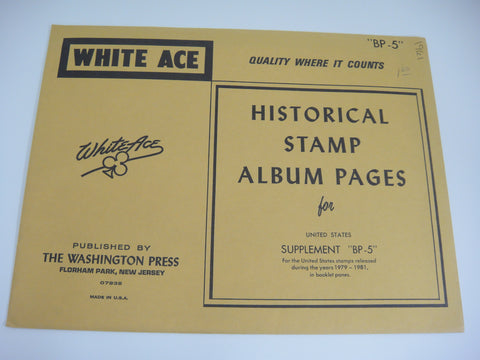 WHITE ACE
"BP-5"
QUALITY WHERE IT COUNTS
White Ace
HISTORICAL
STAMP
ALBUM PAGES
for
UNITED STATES
SUPPLEMENT "BP-5"
For the United States stamps released
during the years 1979 - 1981,
in booklet panes.
PUBLISHED BY
THE WASHINGTON PRESS
FLORHAM PARK, NEW JERSEY
07932
MADE IN U.S.A.